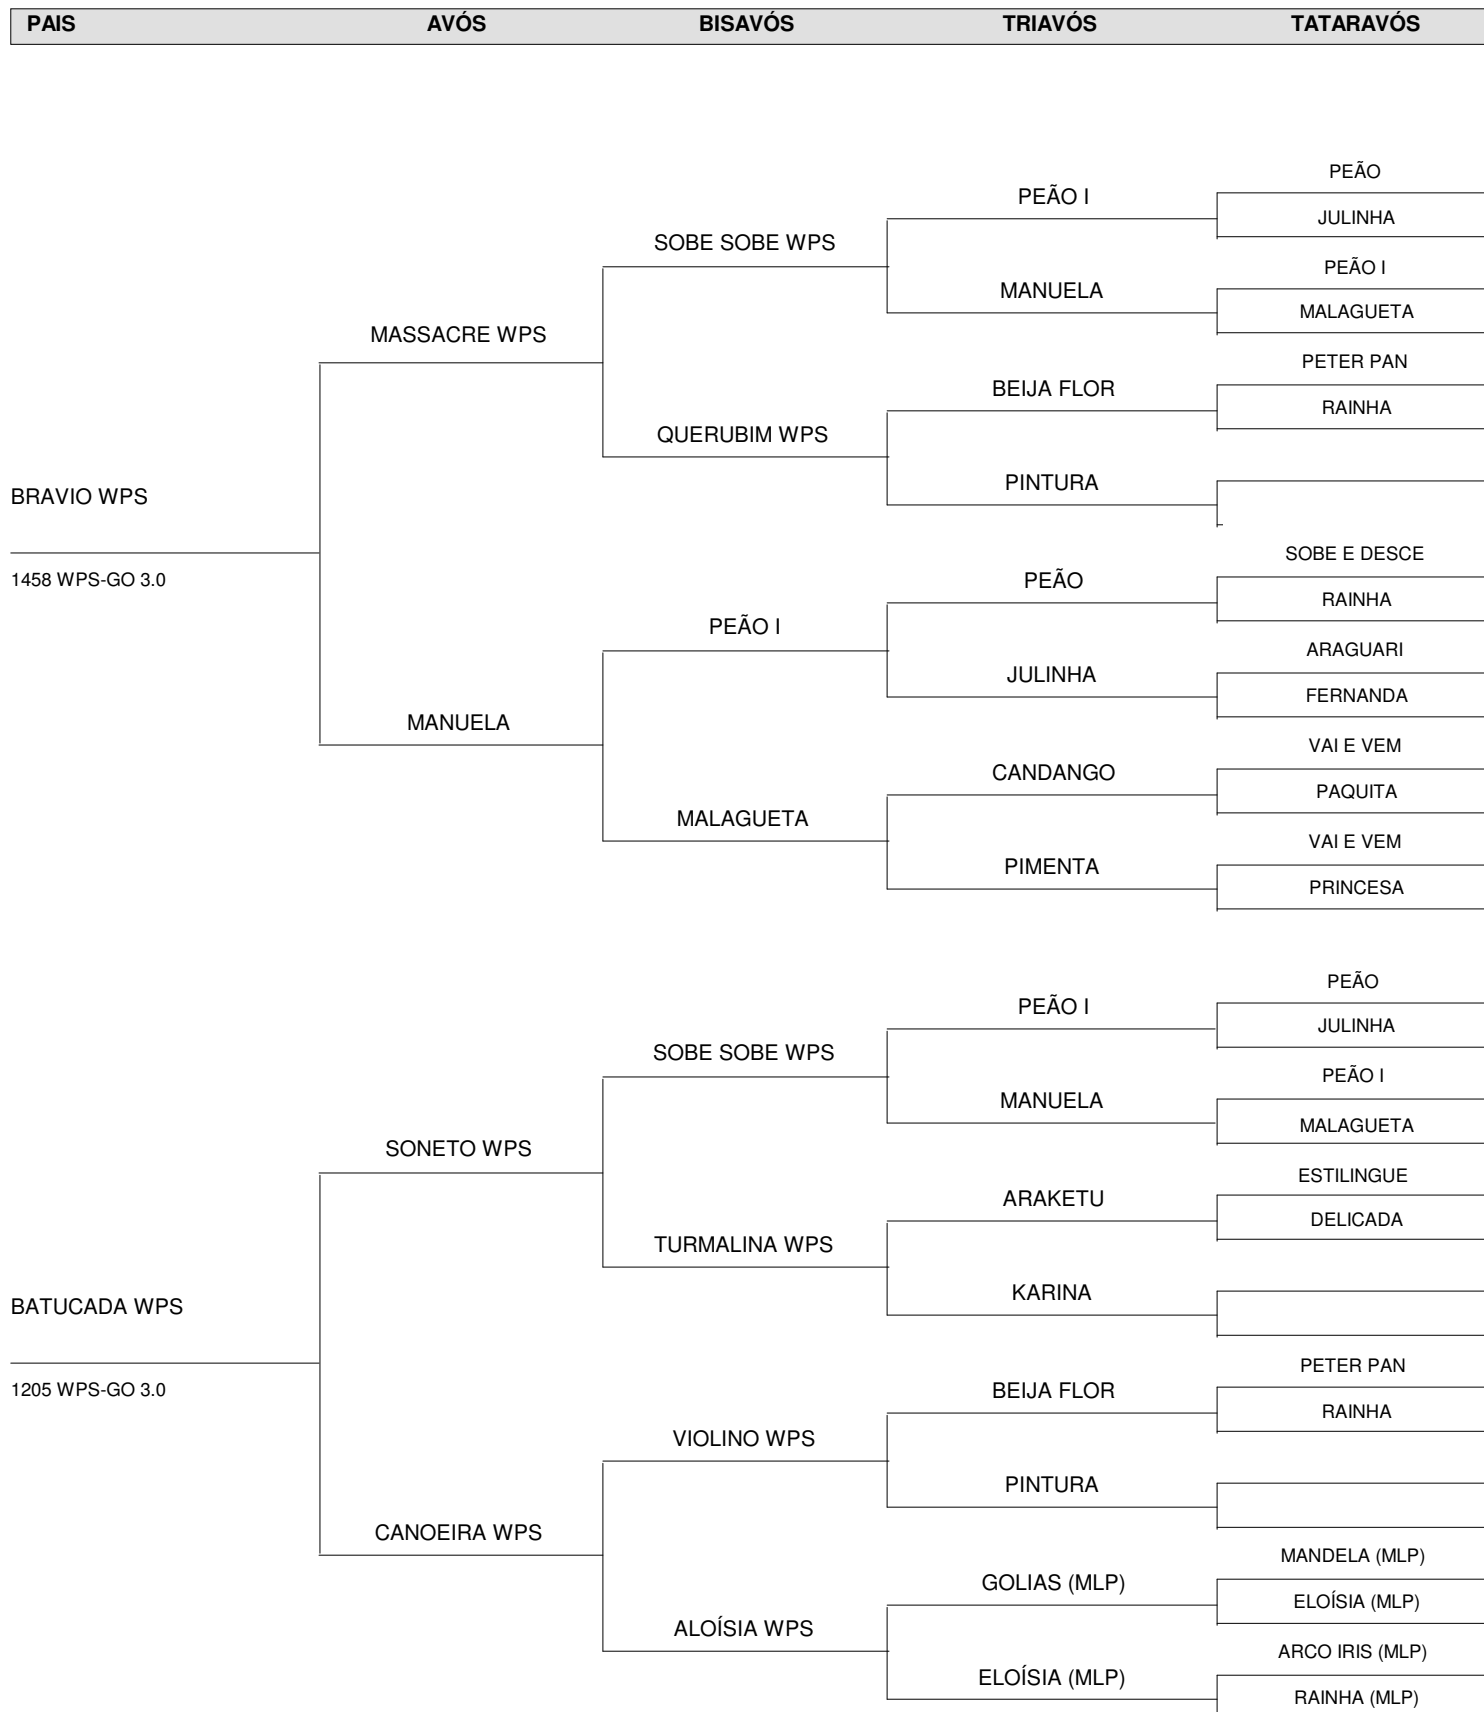 PAIS AVÓS BISAVÓS TRIAVÓS TATARAVÓS
PEÃO
PEÃO I
JULINHA
SOBE SOBE WPS
PEÃO I
MANUELA
MALAGUETA
MASSACRE WPS
PETER PAN
BEIJA FLOR
RAINHA
QUERUBIM WPS
PINTURA
BRAVIO WPS
SOBE E DESCE
1458 WPS-GO 3.0
PEÃO
RAINHA
PEÃO I
ARAGUARI
JULINHA
FERNANDA
MANUELA
VAI E VEM
CANDANGO
PAQUITA
MALAGUETA
VAI E VEM
PIMENTA
PRINCESA
PEÃO
PEÃO I
JULINHA
SOBE SOBE WPS
PEÃO I
MANUELA
MALAGUETA
SONETO WPS
ESTILINGUE
ARAKETU
DELICADA
TURMALINA WPS
KARINA
BATUCADA WPS
PETER PAN
1205 WPS-GO 3.0
BEIJA FLOR
RAINHA
VIOLINO WPS
PINTURA
CANOEIRA WPS
MANDELA (MLP)
GOLIAS (MLP)
ELOÍSIA (MLP)
ALOÍSIA WPS
ARCO IRIS (MLP)
ELOÍSIA (MLP)
RAINHA (MLP)